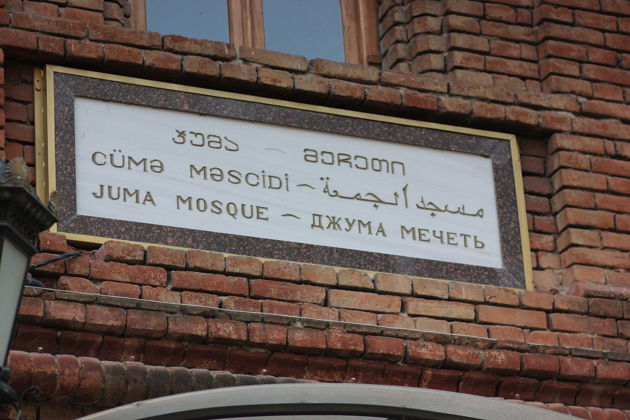 ჯუმა - მეჩეთი
CÜMƏ MƏSCİDİ – مسجد الجمعة
JUMA MOSQUE – ДЖУМА МЕЧЕТЬ